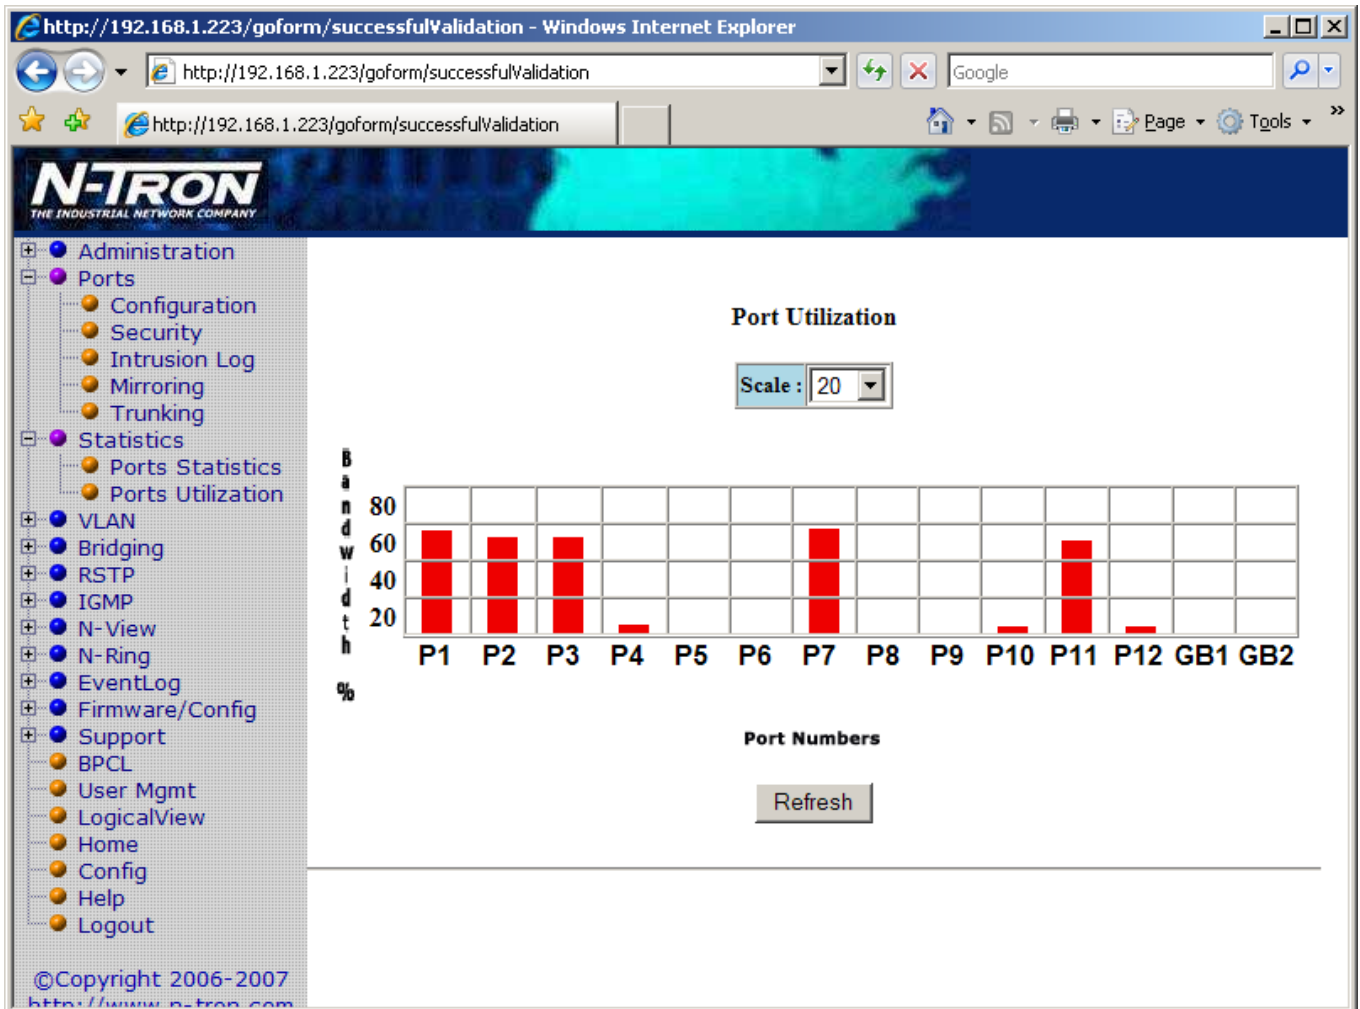 http://192.168.1.223/goform/successfulValidation - Windows Internet Explorer
http://192.168.1.223/goform/successfulValidation
Google
http://192.168.1.223/goform/successfulValidation
Page
Tools
»
N-TRON
THE INDUSTRIAL NETWORK COMPANY
Administration
Ports
Configuration
Security
Intrusion Log
Mirroring
Trunking
Statistics
Ports Statistics
Ports Utilization
VLAN
Bridging
RSTP
IGMP
N-View
N-Ring
EventLog
Firmware/Config
Support
BPCL
User Mgmt
LogicalView
Home
Config
Help
Logout
©Copyright 2006-2007
http://www.n-tron.com
Port Utilization
Scale : 20
Bandwidth %
80
60
40
20
P1 P2 P3 P4 P5 P6 P7 P8 P9 P10 P11 P12 GB1 GB2
Port Numbers
Refresh